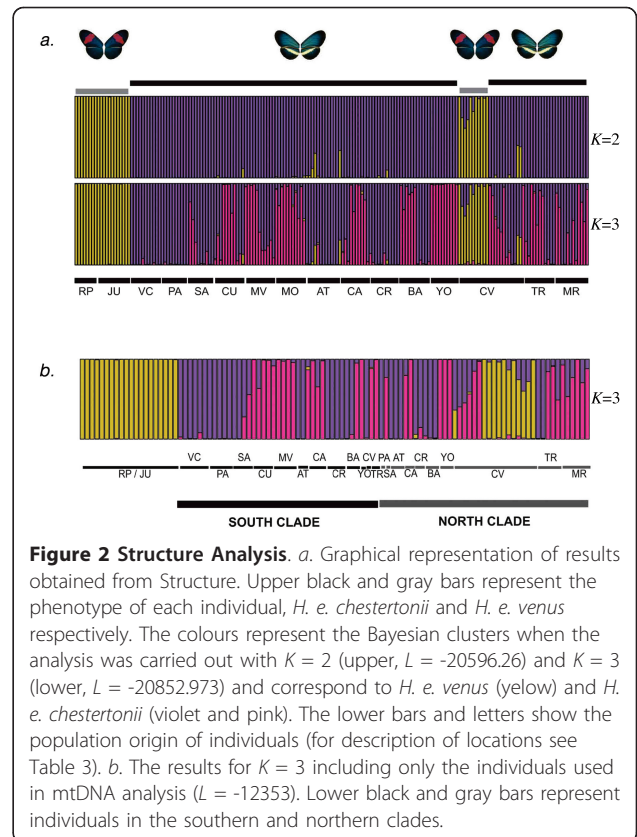 a.
K=2
K=3
RP JU VC PA SA CU MV MO AT CA CR BA YO CV TR MR
b.
K=3
VC SA MV CA BA CV PA AT CR YO TR
RP / JU PA CU AT CR YOTRSA CA BA CV MR
SOUTH CLADE NORTH CLADE
Figure 2 Structure Analysis. a. Graphical representation of results
obtained from Structure. Upper black and gray bars represent the
phenotype of each individual, H. e. chestertonii and H. e. venus
respectively. The colours represent the Bayesian clusters when the
analysis was carried out with K = 2 (upper, L = -20596.26) and K = 3
(lower, L = -20852.973) and correspond to H. e. venus (yelow) and H.
e. chestertonii (violet and pink). The lower bars and letters show the
population origin of individuals (for description of locations see
Table 3). b. The results for K = 3 including only the individuals used
in mtDNA analysis (L = -12353). Lower black and gray bars represent
individuals in the southern and northern clades.